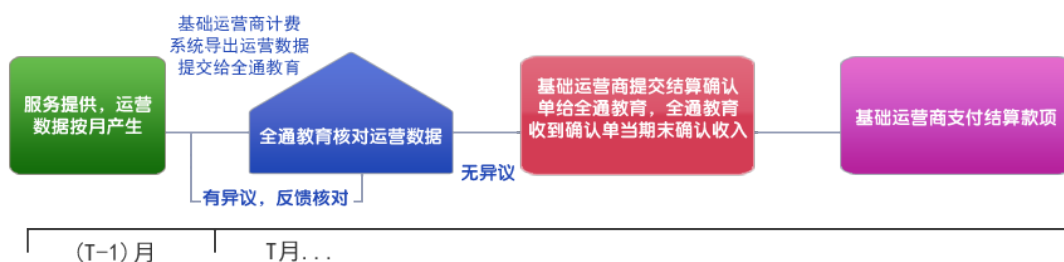 基础运营商计费
系统导出运营数据
提交给全通教育
服务提供，运营
数据按月产生
全通教育核对运营数据
基础运营商提交结算确认
单给全通教育，全通教育
收到确认单当期末确认收入
基础运营商支付结算款项
无异议
有异议，反馈核对
(T-1)月
T月...